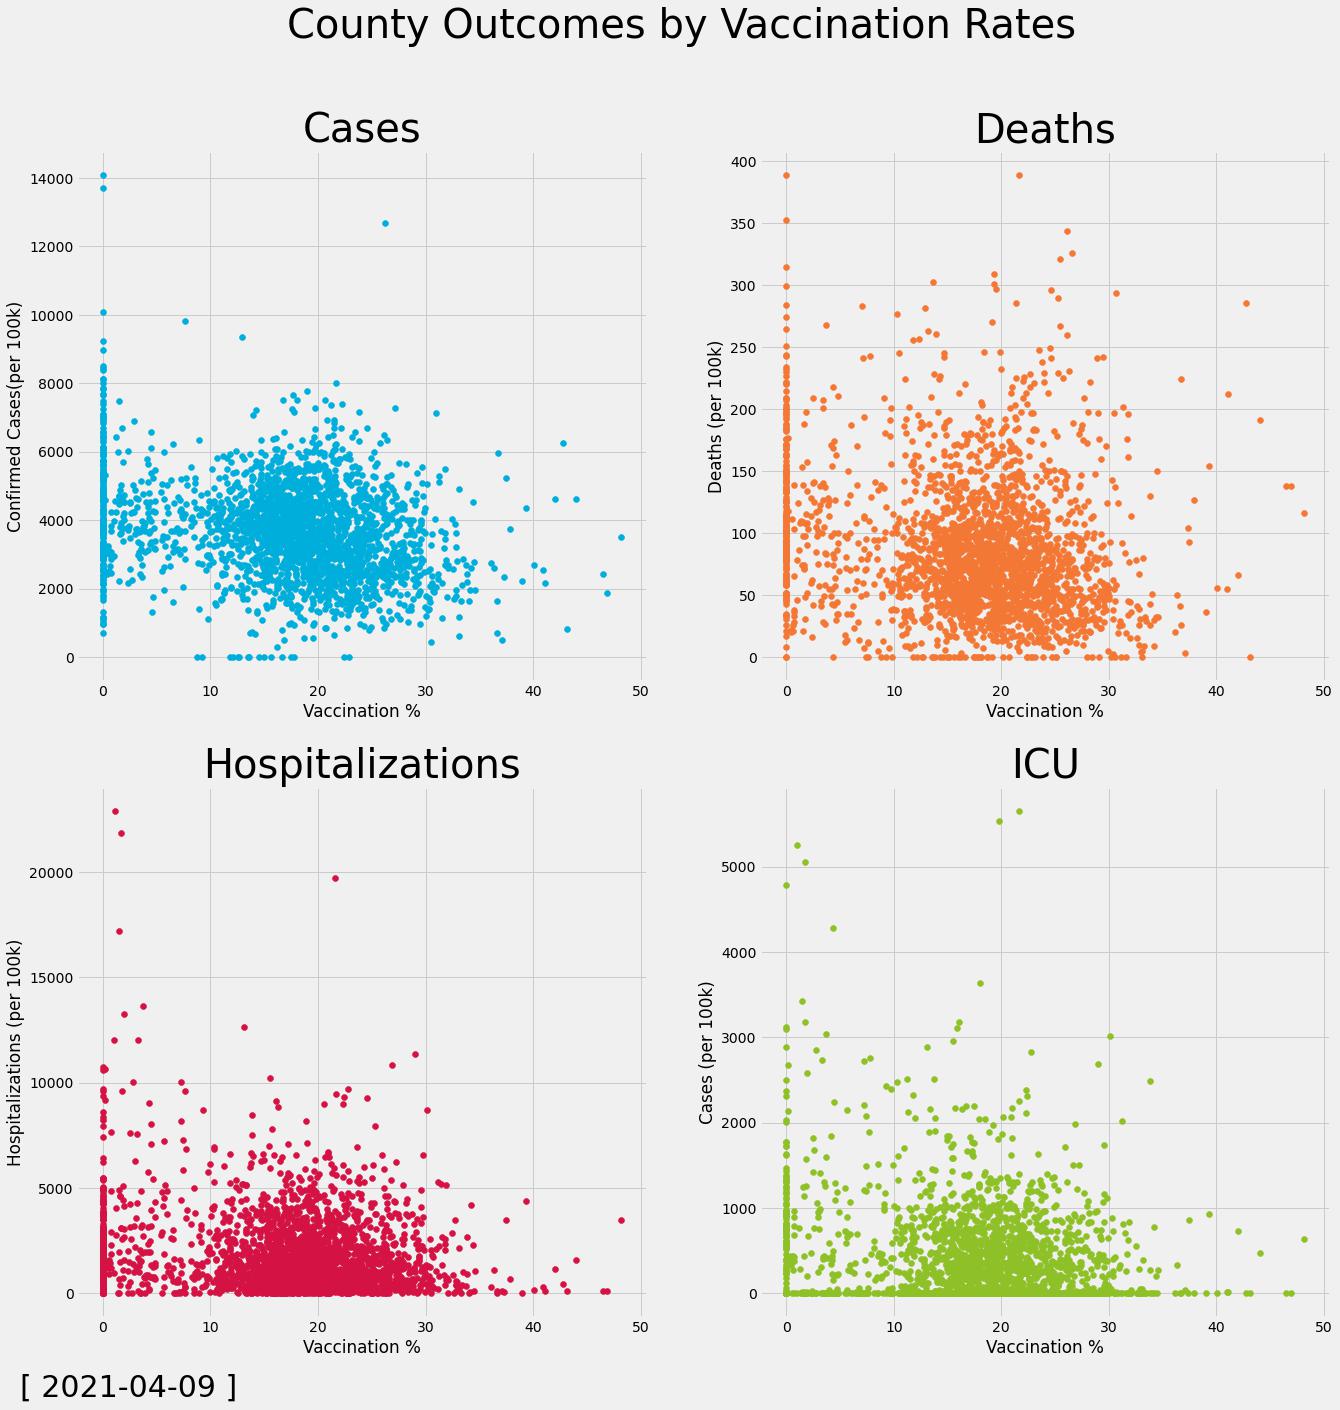 County Outcomes by Vaccination Rates
Cases
Confirmed Cases(per 100k)
14000
12000
10000
8000
6000
4000
2000
0
0 10 20 30 40 50
Vaccination %
Deaths
Deaths (per 100k)
400
350
300
250
200
150
100
50
0
0 10 20 30 40 50
Vaccination %
Hospitalizations
Hospitalizations (per 100k)
20000
15000
10000
5000
0
0 10 20 30 40 50
Vaccination %
ICU
Cases (per 100k)
5000
4000
3000
2000
1000
0
0 10 20 30 40 50
Vaccination %
[ 2021-04-09 ]